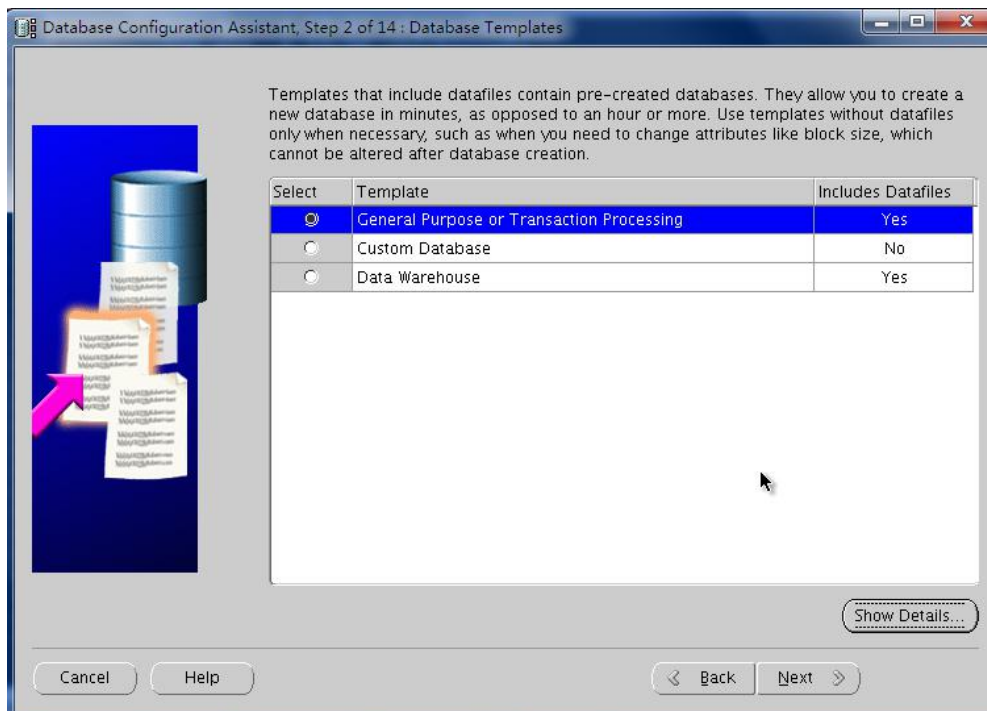 Database Configuration Assistant, Step 2 of 14 : Database Templates
Templates that include datafiles contain pre-created databases. They allow you to create a
new database in minutes, as opposed to an hour or more. Use templates without datafiles
only when necessary, such as when you need to change attributes like block size, which
cannot be altered after database creation.
Select Template Includes Datafiles
General Purpose or Transaction Processing Yes
Custom Database No
Data Warehouse Yes
Show Details...
Cancel Help Back Next